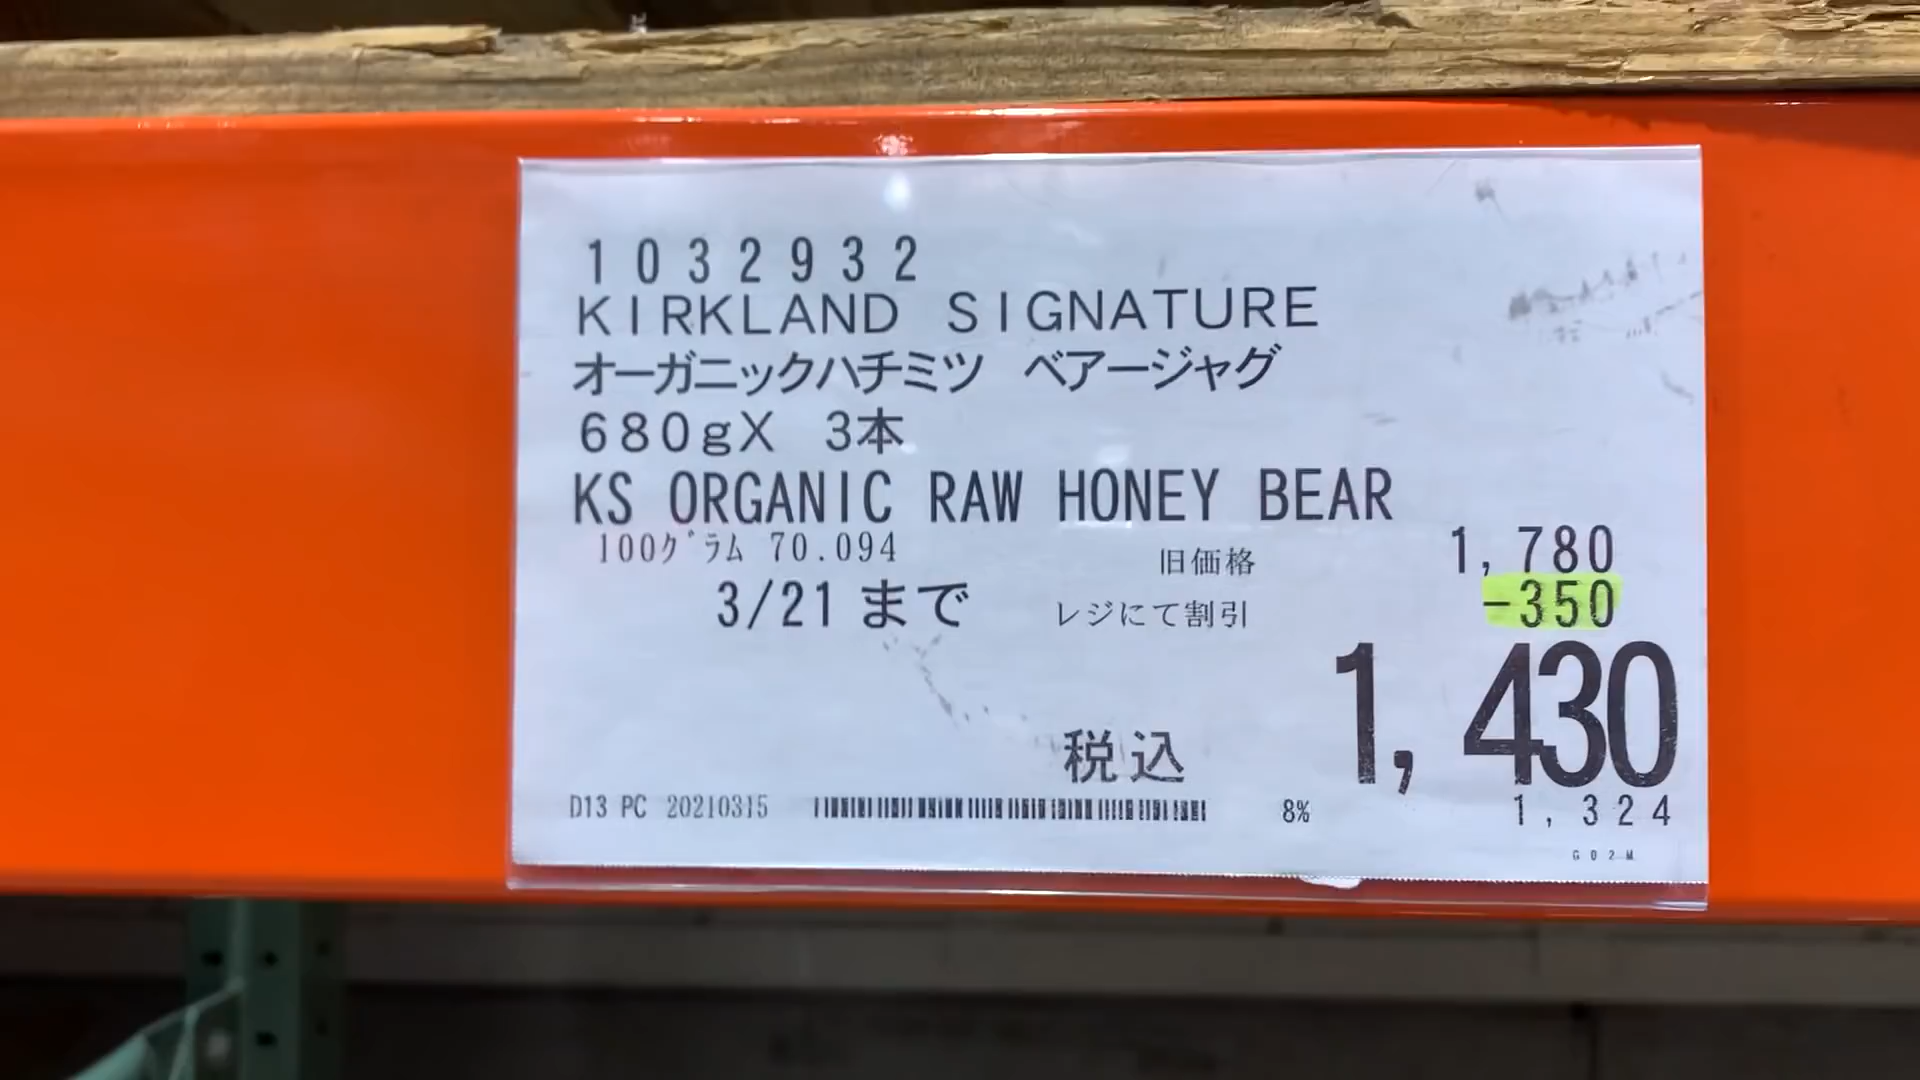 1032932
KIRKLAND SIGNATURE
オーガニックハチミツ ベアージャグ
680gX 3本
KS ORGANIC RAW HONEY BEAR
100グラム 70.094 旧価格 1,780
3/21まで レジにて割引 -350
税込 1,430
D13 PC 20210315 8% 1,324
G02M